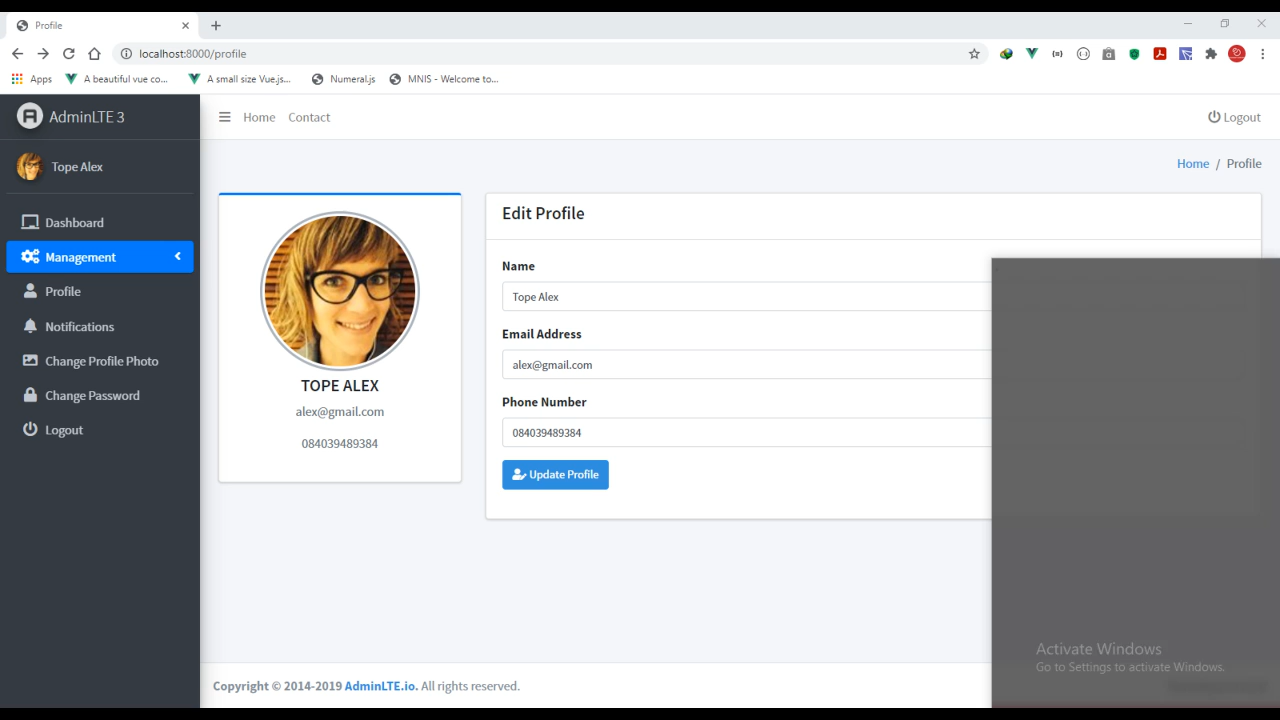 Profile
localhost:8000/profile
Apps
A beautiful vue co...
A small size Vue.js...
Numeral.js
MNIS - Welcome to...
AdminLTE 3
Home
Contact
Logout
Tope Alex
Home / Profile
Dashboard
Management
Profile
Notifications
Change Profile Photo
Change Password
Logout
TOPE ALEX
alex@gmail.com
084039489384
Edit Profile
Name
Tope Alex
Email Address
alex@gmail.com
Phone Number
084039489384
Update Profile
Activate Windows
Go to Settings to activate Windows.
Copyright © 2014-2019 AdminLTE.io. All rights reserved.